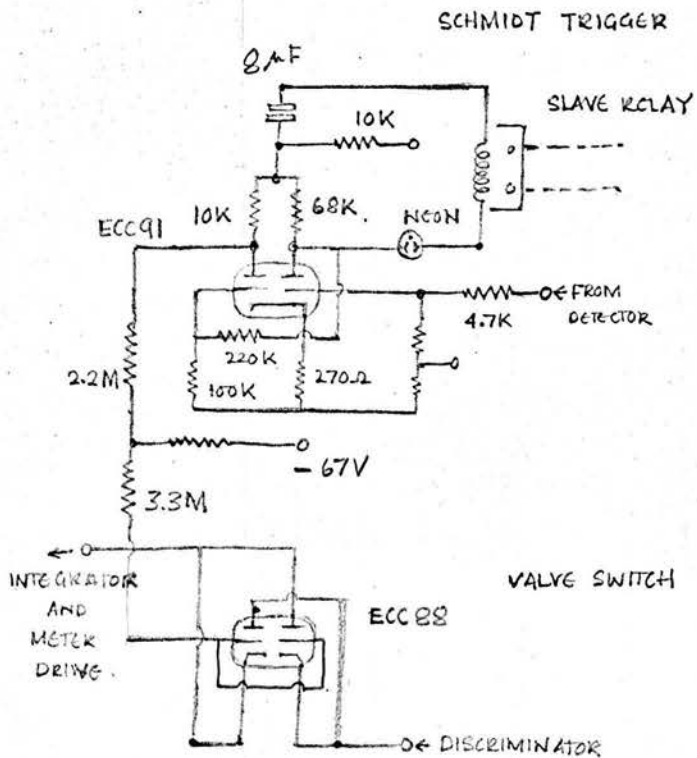 SCHMIDT TRIGGER
8µF
10K
SLAVE RELAY
10K
68K.
NEON
ECC91
4.7K
FROM
DETECTOR
220K
2.2M
100K
270Ω
- 67V
3.3M
INTEGRATOR
AND
METER
DRIVE.
VALVE SWITCH
ECC88
DISCRIMINATOR